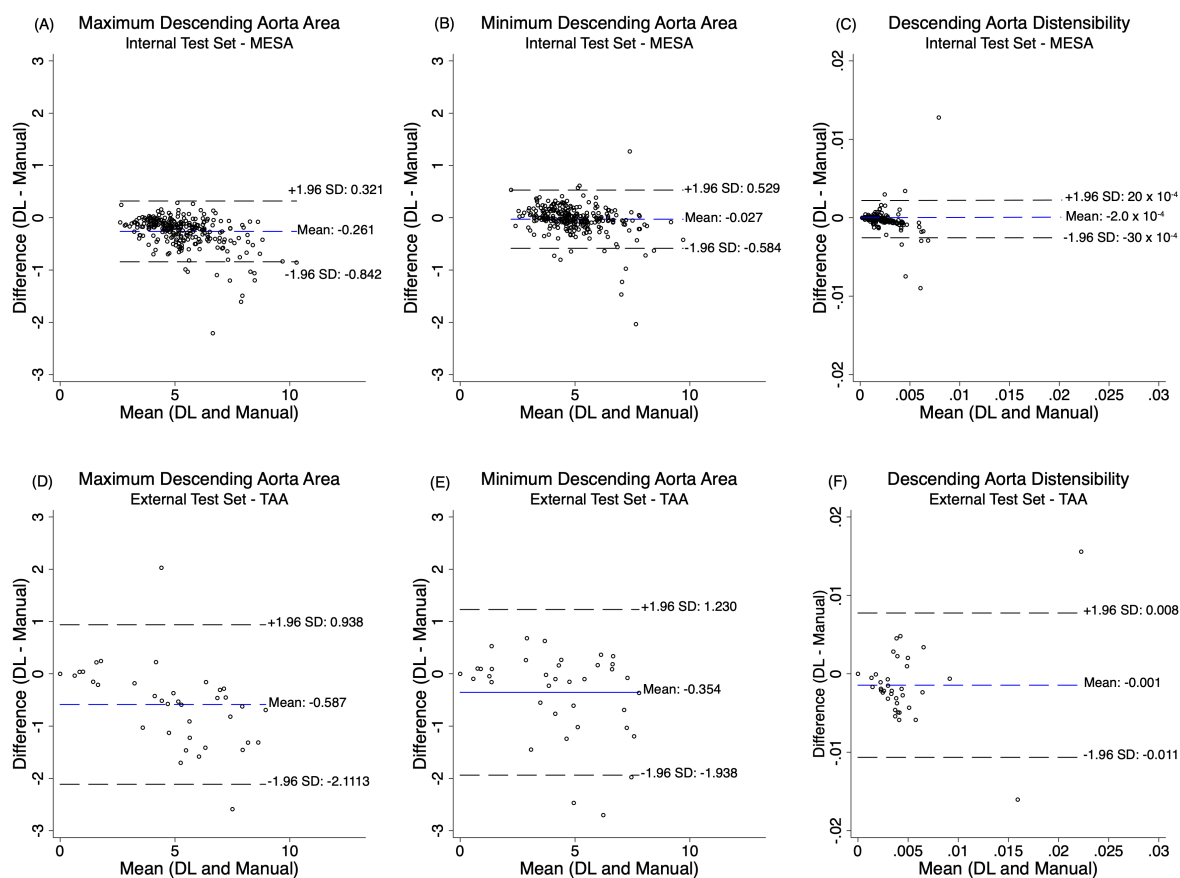 (A) Maximum Descending Aorta Area
Internal Test Set - MESA
Difference (DL - Manual)
3
2
1
0
-1
-2
-3
+1.96 SD: 0.321
Mean: -0.261
-1.96 SD: -0.842
0 5 10
Mean (DL and Manual)
(B) Minimum Descending Aorta Area
Internal Test Set - MESA
Difference (DL - Manual)
3
2
1
0
-1
-2
-3
+1.96 SD: 0.529
Mean: -0.027
-1.96 SD: -0.584
0 5 10
Mean (DL and Manual)
(C) Descending Aorta Distensibility
Internal Test Set - MESA
Difference (DL - Manual)
.02
.01
0
-.01
-.02
+1.96 SD: 20 x 10⁻⁴
Mean: -2.0 x 10⁻⁴
-1.96 SD: -30 x 10⁻⁴
0 .005 .01 .015 .02 .025 .03
Mean (DL and Manual)
(D) Maximum Descending Aorta Area
External Test Set - TAA
Difference (DL - Manual)
3
2
1
0
-1
-2
-3
+1.96 SD: 0.938
Mean: -0.587
-1.96 SD: -2.1113
0 5 10
Mean (DL and Manual)
(E) Minimum Descending Aorta Area
External Test Set - TAA
Difference (DL - Manual)
3
2
1
0
-1
-2
-3
+1.96 SD: 1.230
Mean: -0.354
-1.96 SD: -1.938
0 5 10
Mean (DL and Manual)
(F) Descending Aorta Distensibility
External Test Set - TAA
Difference (DL - Manual)
.02
.01
0
-.01
-.02
+1.96 SD: 0.008
Mean: -0.001
-1.96 SD: -0.011
0 .005 .01 .015 .02 .025 .03
Mean (DL and Manual)